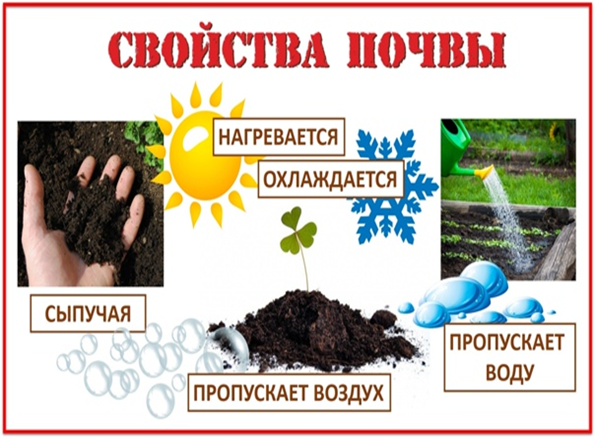 СВОЙСТВА ПОЧВЫ
НАГРЕВАЕТСЯ
ОХЛАЖДАЕТСЯ
СЫПУЧАЯ
ПРОПУСКАЕТ
ВОДУ
ПРОПУСКАЕТ ВОЗДУХ